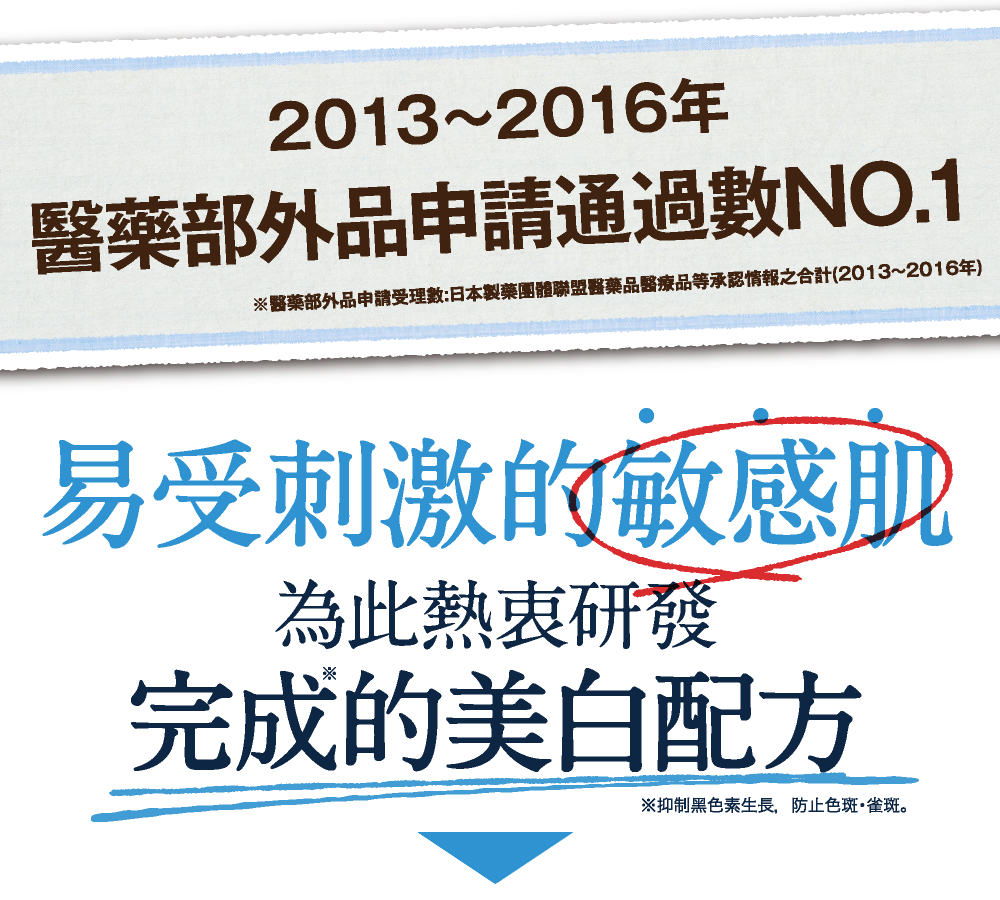 2013～2016年
醫藥部外品申請通過數NO.1
※醫藥部外品申請受理數:日本製藥團體聯盟醫藥品醫療品等承認情報之合計(2013～2016年)
易受刺激的敏感肌
為此熱衷研發
完成※的美白配方
※抑制黑色素生長，防止色斑・雀斑。